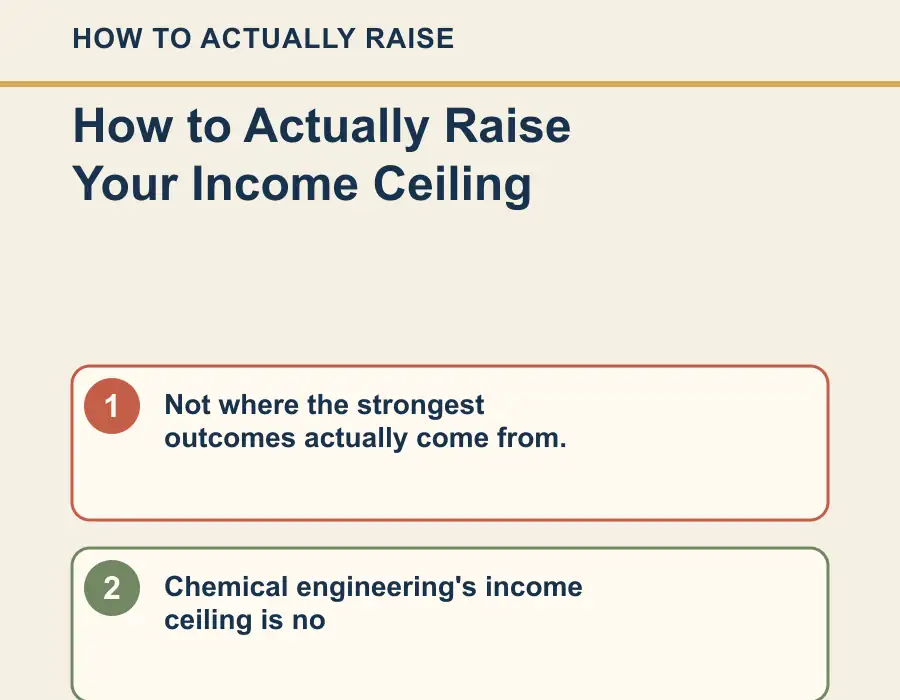 HOW TO ACTUALLY RAISE
How to Actually Raise
Your Income Ceiling
1
Not where the strongest
outcomes actually come from.
2
Chemical engineering's income
ceiling is no